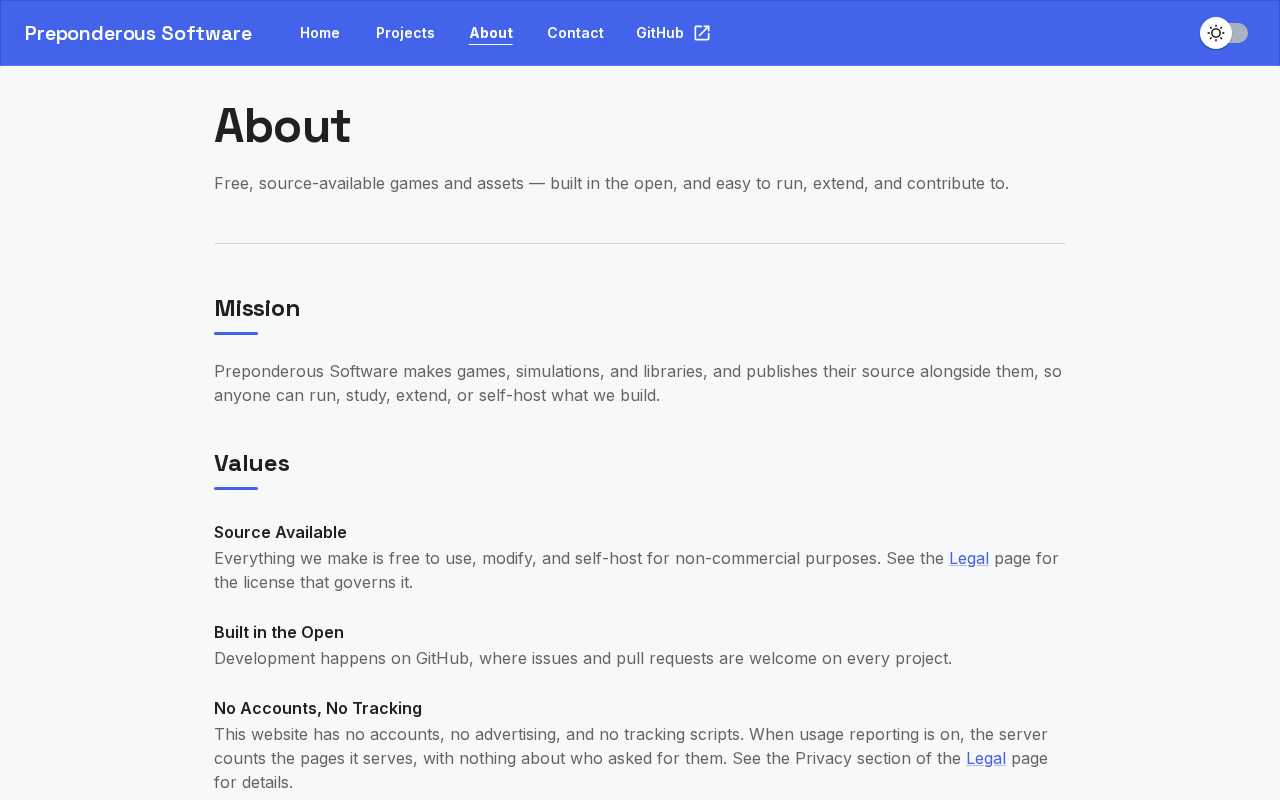 Preponderous Software
Home
Projects
About
Contact
GitHub
About
Free, source-available games and assets — built in the open, and easy to run, extend, and contribute to.
Mission
Preponderous Software makes games, simulations, and libraries, and publishes their source alongside them, so
anyone can run, study, extend, or self-host what we build.
Values
Source Available
Everything we make is free to use, modify, and self-host for non-commercial purposes. See the Legal page for
the license that governs it.
Built in the Open
Development happens on GitHub, where issues and pull requests are welcome on every project.
No Accounts, No Tracking
This website has no accounts, no advertising, and no tracking scripts. When usage reporting is on, the server
counts the pages it serves, with nothing about who asked for them. See the Privacy section of the Legal page
for details.